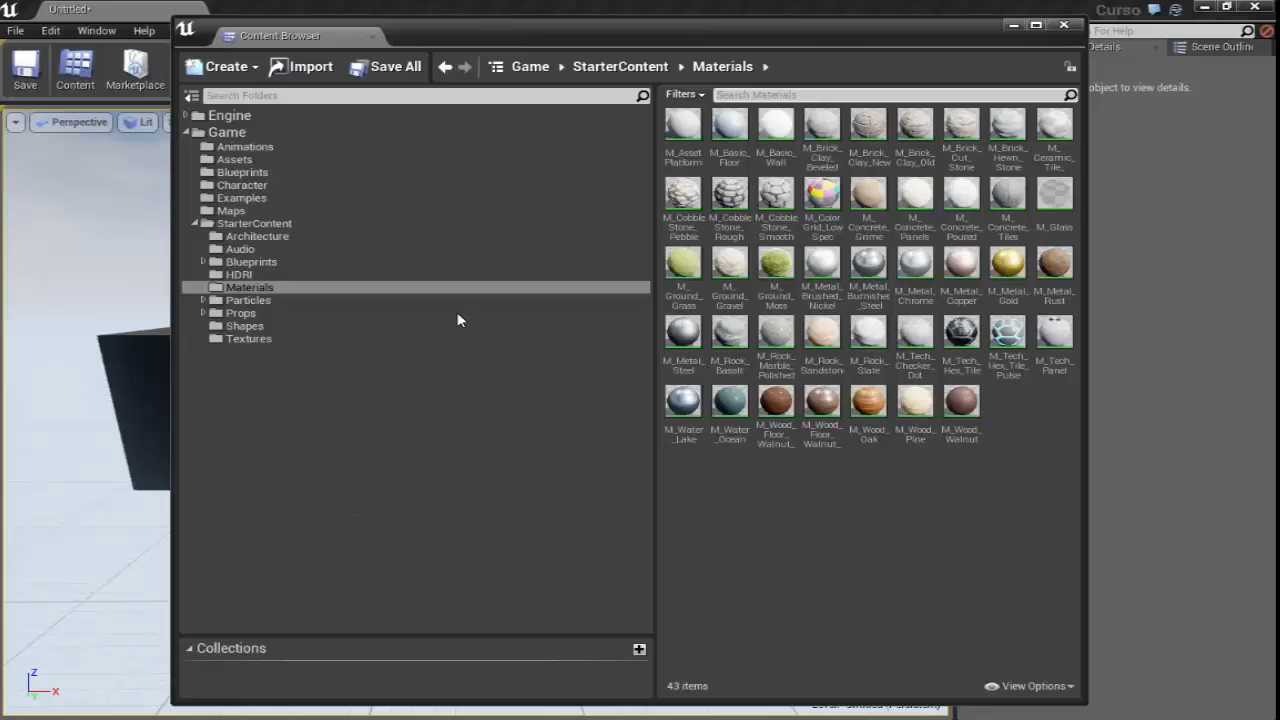 Untitled*
Curso
File Edit Window Help
For Help
Content Browser
Details
Scene Outline
Save
Content
Marketplace
Create
Import
Save All
Game
StarterContent
Materials
object to view details.
Search Folders
Filters
Search Materials
Perspective
Lit
Engine
Game
Animations
Assets
Blueprints
Character
Examples
Maps
StarterContent
Architecture
Audio
Blueprints
HDRI
Materials
Particles
Props
Shapes
Textures
M_Asset
Platform
M_Basic_
Floor
M_Basic_
Wall
M_Brick_
Clay_
Beveled
M_Brick_
Clay_New
M_Brick_
Clay_Old
M_Brick_
Cut_
Stone
M_Brick_
Hewn_
Stone
M_
Ceramic_
Tile_
M_Cobble
Stone_
Pebble
M_Cobble
Stone_
Rough
M_Cobble
Stone_
Smooth
M_Color
Grid_Low
Spec
M_
Concrete_
Grime
M_
Concrete_
Panels
M_
Concrete_
Poured
M_
Concrete_
Tiles
M_Glass
M_
Ground_
Grass
M_
Ground_
Gravel
M_
Ground_
Moss
M_Metal_
Brushed_
Nickel
M_Metal_
Burnished
_Steel
M_Metal_
Chrome
M_Metal_
Copper
M_Metal_
Gold
M_Metal_
Rust
M_Metal_
Steel
M_Rock_
Basalt
M_Rock_
Marble_
Polished
M_Rock_
Sandstone
M_Rock_
Slate
M_Tech_
Checker_
Dot
M_Tech_
Hex_Tile
M_Tech_
Hex_Tile_
Pulse
M_Tech_
Panel
M_Water
_Lake
M_Water
_Ocean
M_Wood_
Floor_
Walnut_
M_Wood_
Floor_
Walnut_
M_Wood_
Oak
M_Wood_
Pine
M_Wood_
Walnut
Collections
43 items
View Options
Z
X
Y